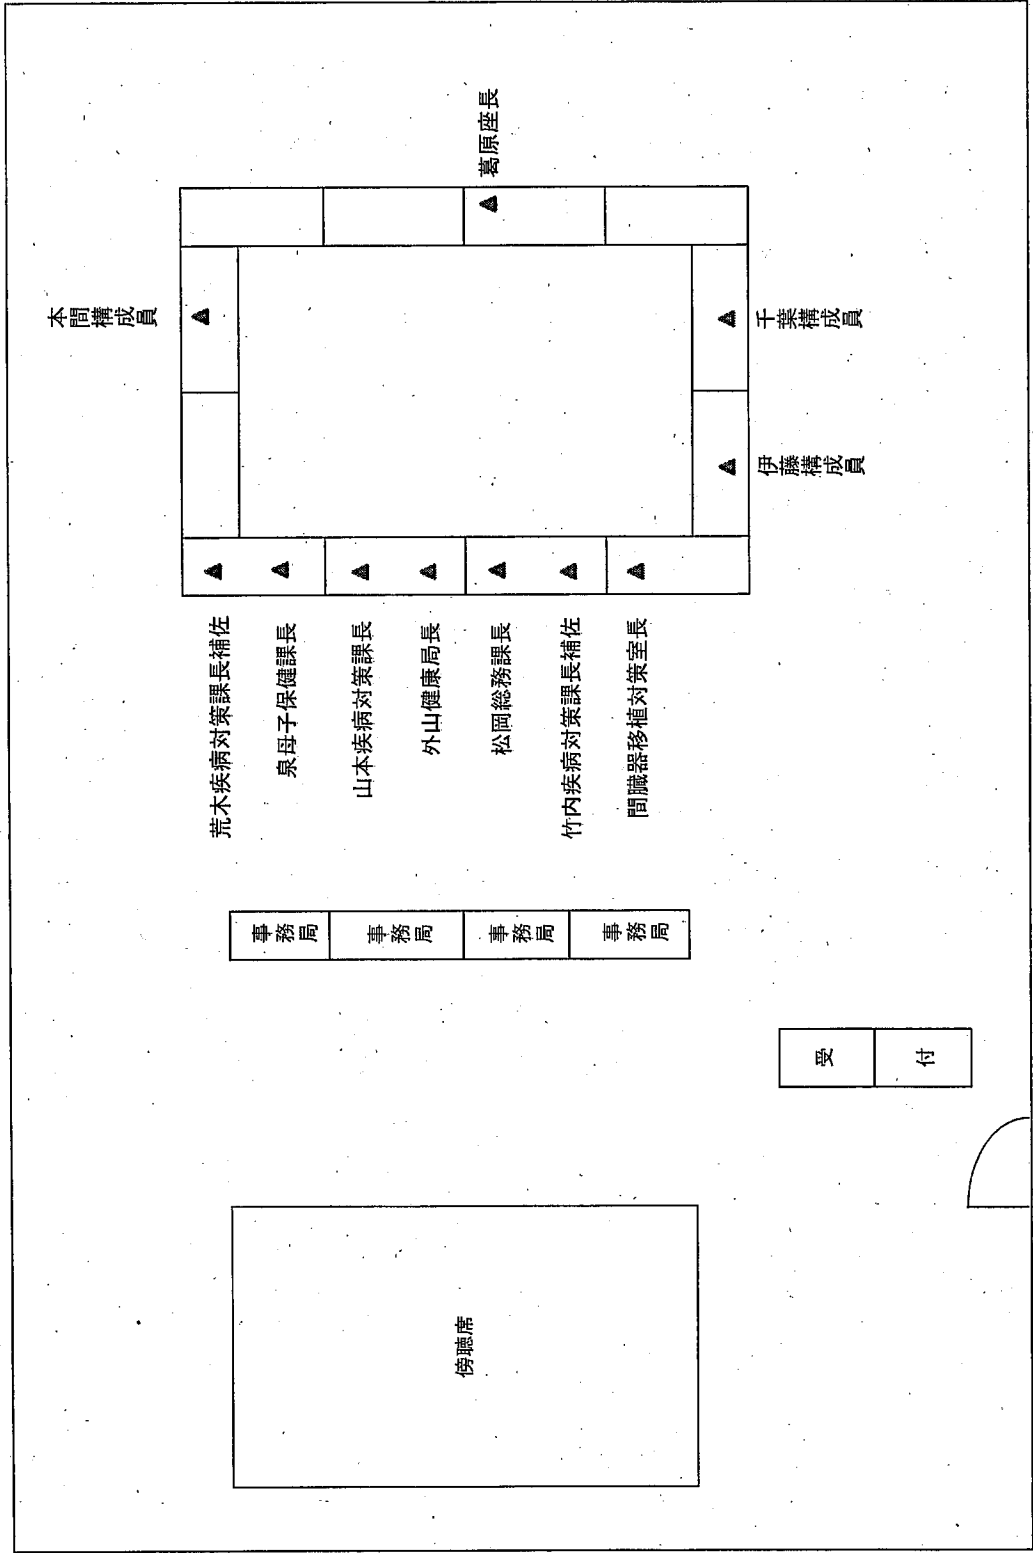 葛原座長
本間構成員
千葉構成員
伊藤構成員
荒木疾病対策課長補佐
泉母子保健課長
山本疾病対策課長
外山健康局長
松岡総務課長
竹内疾病対策課長補佐
間臓器移植対策室長
事務局
事務局
事務局
事務局
受付
傍聴席